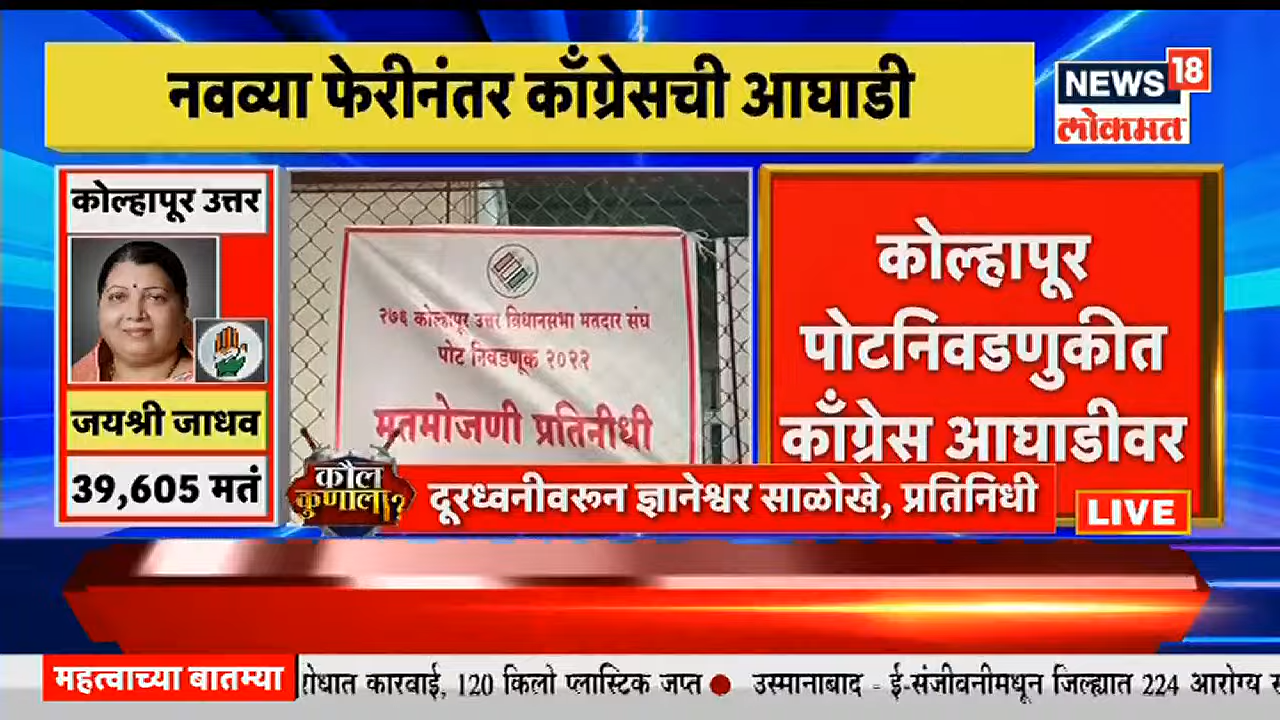 नवव्या फेरीनंतर काँग्रेसची आघाडी
NEWS 18
लोकमत
कोल्हापूर उत्तर
जयश्री जाधव
39,605 मतं
२७६ कोल्हापूर उत्तर विधानसभा मतदार संघ
पोट निवडणूक २०२२
मतमोजणी प्रतिनीधी
कोल्हापूर
पोटनिवडणुकीत
काँग्रेस आघाडीवर
कौल
कुणाला?
दूरध्वनीवरून ज्ञानेश्वर साळोखे, प्रतिनिधी
LIVE
महत्वाच्या बातम्या
रोधात कारवाई, 120 किलो प्लास्टिक जप्त ● उस्मानाबाद - ई-संजीवनीमधून जिल्ह्यात 224 आरोग्य